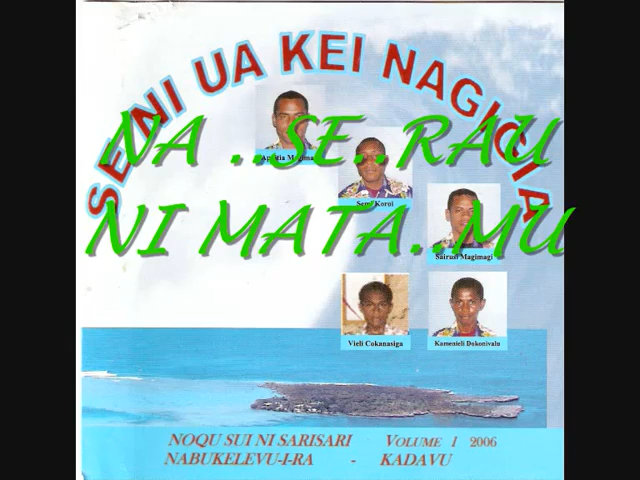 SENI UA KEI NAGIGIA
NA ..SE..RAU
NI MATA..MU
Semi Koroi
Sairusi Magimagi
Vieli Cokanasiga
Kamenieli Dokonivalu
NOQU SUI NI SARISARI VOLUME 1 2006
NABUKELEVU-I-RA - KADAVU